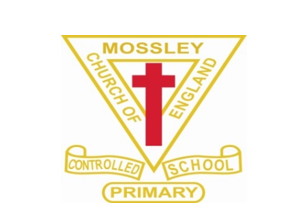 MOSSLEY
CHURCH OF ENGLAND
CONTROLLED SCHOOL
PRIMARY